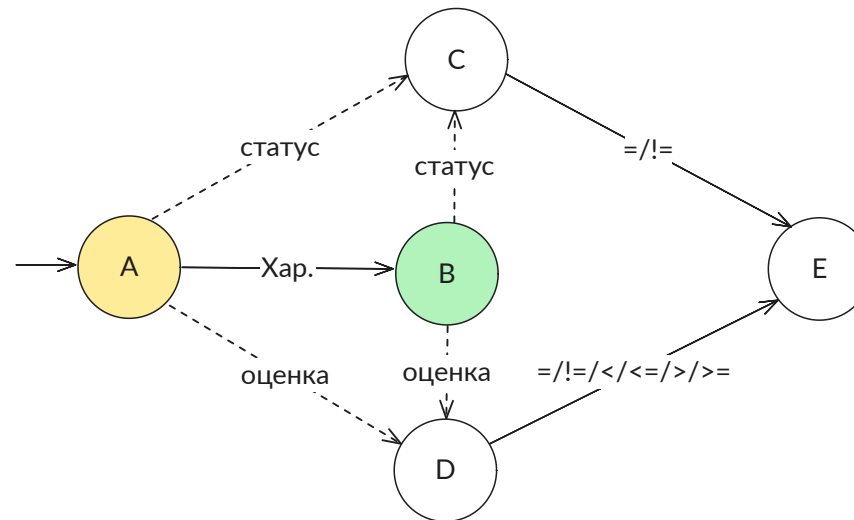 C
статус
=/!=
статус
A
Хар.
B
E
оценка
оценка
=/!=/</<=/>/>=
D